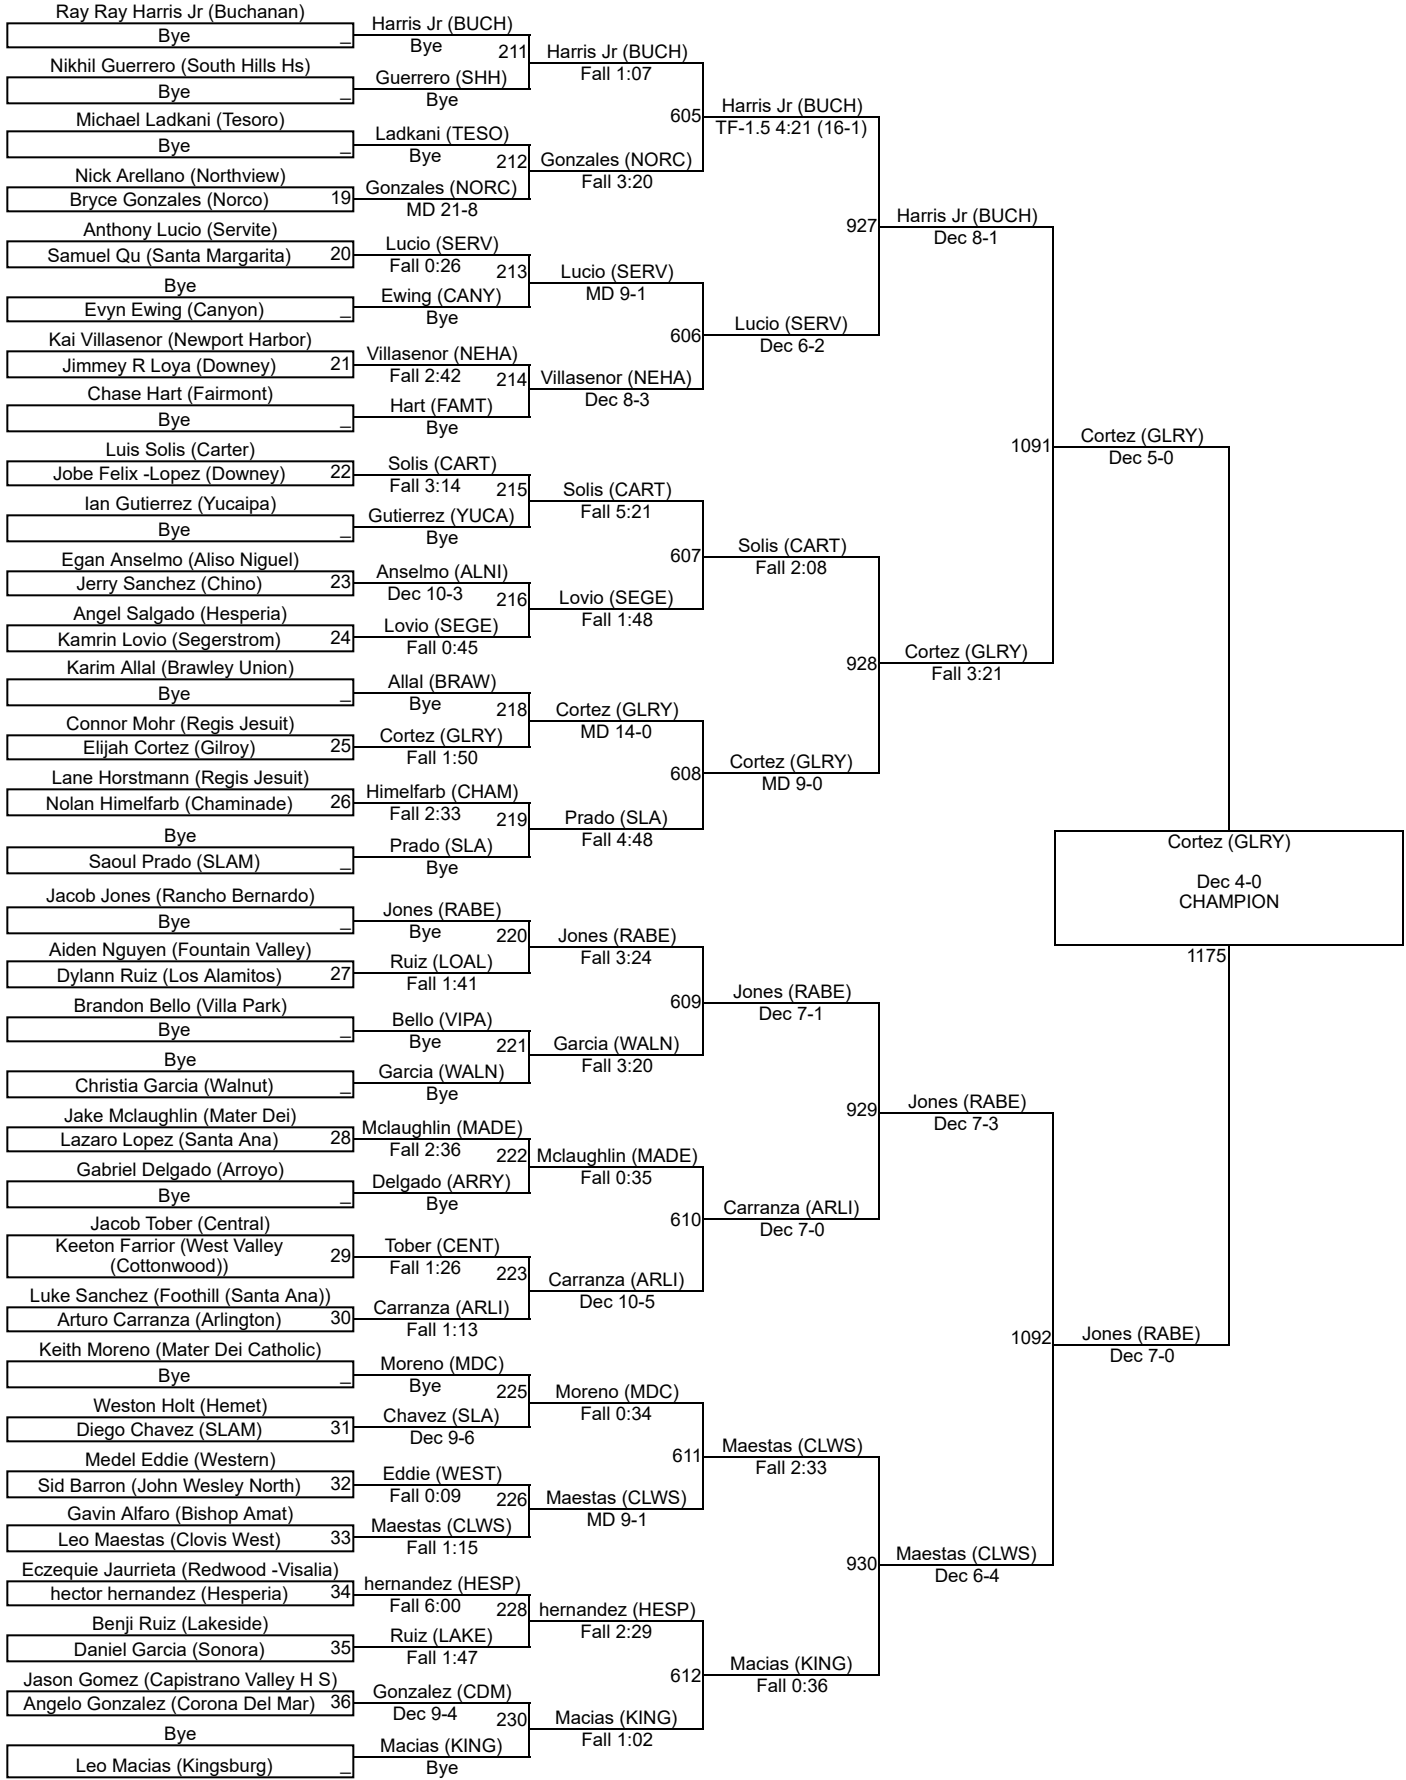 Ray Ray Harris Jr (Buchanan)
Bye _
Nikhil Guerrero (South Hills Hs)
Bye _
Michael Ladkani (Tesoro)
Bye _
Nick Arellano (Northview)
Bryce Gonzales (Norco) 19
Anthony Lucio (Servite)
Samuel Qu (Santa Margarita) 20
Bye
Evyn Ewing (Canyon) _
Kai Villasenor (Newport Harbor)
Jimmey R Loya (Downey) 21
Chase Hart (Fairmont)
Bye _
Luis Solis (Carter)
Jobe Felix -Lopez (Downey) 22
Ian Gutierrez (Yucaipa)
Bye _
Egan Anselmo (Aliso Niguel)
Jerry Sanchez (Chino) 23
Angel Salgado (Hesperia)
Kamrin Lovio (Segerstrom) 24
Karim Allal (Brawley Union)
Bye _
Connor Mohr (Regis Jesuit)
Elijah Cortez (Gilroy) 25
Lane Horstmann (Regis Jesuit)
Nolan Himelfarb (Chaminade) 26
Bye
Saoul Prado (SLAM) _
Jacob Jones (Rancho Bernardo)
Bye _
Aiden Nguyen (Fountain Valley)
Dylann Ruiz (Los Alamitos) 27
Brandon Bello (Villa Park)
Bye _
Bye
Christia Garcia (Walnut) _
Jake Mclaughlin (Mater Dei)
Lazaro Lopez (Santa Ana) 28
Gabriel Delgado (Arroyo)
Bye _
Jacob Tober (Central)
Keeton Farrior (West Valley
(Cottonwood)) 29
Luke Sanchez (Foothill (Santa Ana))
Arturo Carranza (Arlington) 30
Keith Moreno (Mater Dei Catholic)
Bye _
Weston Holt (Hemet)
Diego Chavez (SLAM) 31
Medel Eddie (Western)
Sid Barron (John Wesley North) 32
Gavin Alfaro (Bishop Amat)
Leo Maestas (Clovis West) 33
Eczequie Jaurrieta (Redwood -Visalia)
hector hernandez (Hesperia) 34
Benji Ruiz (Lakeside)
Daniel Garcia (Sonora) 35
Jason Gomez (Capistrano Valley H S)
Angelo Gonzalez (Corona Del Mar) 36
Bye
Leo Macias (Kingsburg) _
Harris Jr (BUCH)
Bye
211
Guerrero (SHH)
Bye
Ladkani (TESO)
Bye
212
Gonzales (NORC)
MD 21-8
Lucio (SERV)
Fall 0:26
213
Ewing (CANY)
Bye
Villasenor (NEHA)
Fall 2:42
214
Hart (FAMT)
Bye
Solis (CART)
Fall 3:14
215
Gutierrez (YUCA)
Bye
Anselmo (ALNI)
Dec 10-3
216
Lovio (SEGE)
Fall 0:45
Allal (BRAW)
Bye
218
Cortez (GLRY)
Fall 1:50
Himelfarb (CHAM)
Fall 2:33
219
Prado (SLA)
Bye
Jones (RABE)
Bye
220
Ruiz (LOAL)
Fall 1:41
Bello (VIPA)
Bye
221
Garcia (WALN)
Bye
Mclaughlin (MADE)
Fall 2:36
222
Delgado (ARRY)
Bye
Tober (CENT)
Fall 1:26
223
Carranza (ARLI)
Fall 1:13
Moreno (MDC)
Bye
225
Chavez (SLA)
Dec 9-6
Eddie (WEST)
Fall 0:09
226
Maestas (CLWS)
Fall 1:15
hernandez (HESP)
Fall 6:00
228
Ruiz (LAKE)
Fall 1:47
Gonzalez (CDM)
Dec 9-4
230
Macias (KING)
Bye
Harris Jr (BUCH)
Fall 1:07
605
Gonzales (NORC)
Fall 3:20
Lucio (SERV)
MD 9-1
606
Villasenor (NEHA)
Dec 8-3
Solis (CART)
Fall 5:21
607
Lovio (SEGE)
Fall 1:48
Cortez (GLRY)
MD 14-0
608
Prado (SLA)
Fall 4:48
Jones (RABE)
Fall 3:24
609
Garcia (WALN)
Fall 3:20
Mclaughlin (MADE)
Fall 0:35
610
Carranza (ARLI)
Dec 10-5
Moreno (MDC)
Fall 0:34
611
Maestas (CLWS)
MD 9-1
hernandez (HESP)
Fall 2:29
612
Macias (KING)
Fall 1:02
Harris Jr (BUCH)
TF-1.5 4:21 (16-1)
927
Lucio (SERV)
Dec 6-2
Solis (CART)
Fall 2:08
928
Cortez (GLRY)
MD 9-0
Jones (RABE)
Dec 7-1
929
Carranza (ARLI)
Dec 7-0
Maestas (CLWS)
Fall 2:33
930
Macias (KING)
Fall 0:36
Harris Jr (BUCH)
Dec 8-1
1091
Cortez (GLRY)
Fall 3:21
Jones (RABE)
Dec 7-3
1092
Maestas (CLWS)
Dec 6-4
Cortez (GLRY)
Dec 5-0
Cortez (GLRY)
Dec 4-0
CHAMPION
1175
Jones (RABE)
Dec 7-0